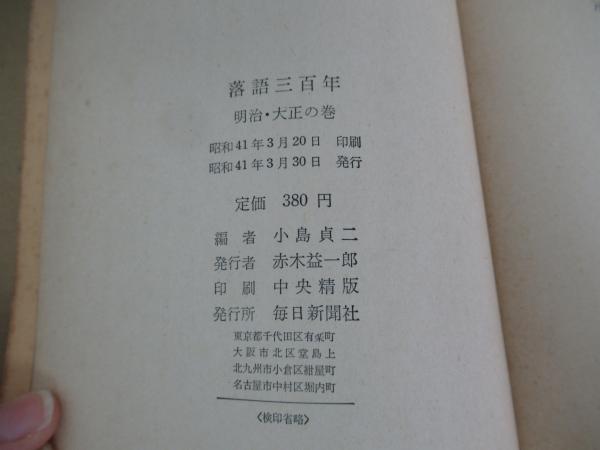 落語三百年
明治・大正の巻
昭和41年3月20日 印刷
昭和41年3月30日 発行
定価 380円
編者 小島貞二
発行者 赤木益一郎
印刷 中央精版
発行所 毎日新聞社
東京都千代田区有楽町
大阪市北区堂島上
北九州市小倉区紺屋町
名古屋市中村区堀内町
〈検印省略〉